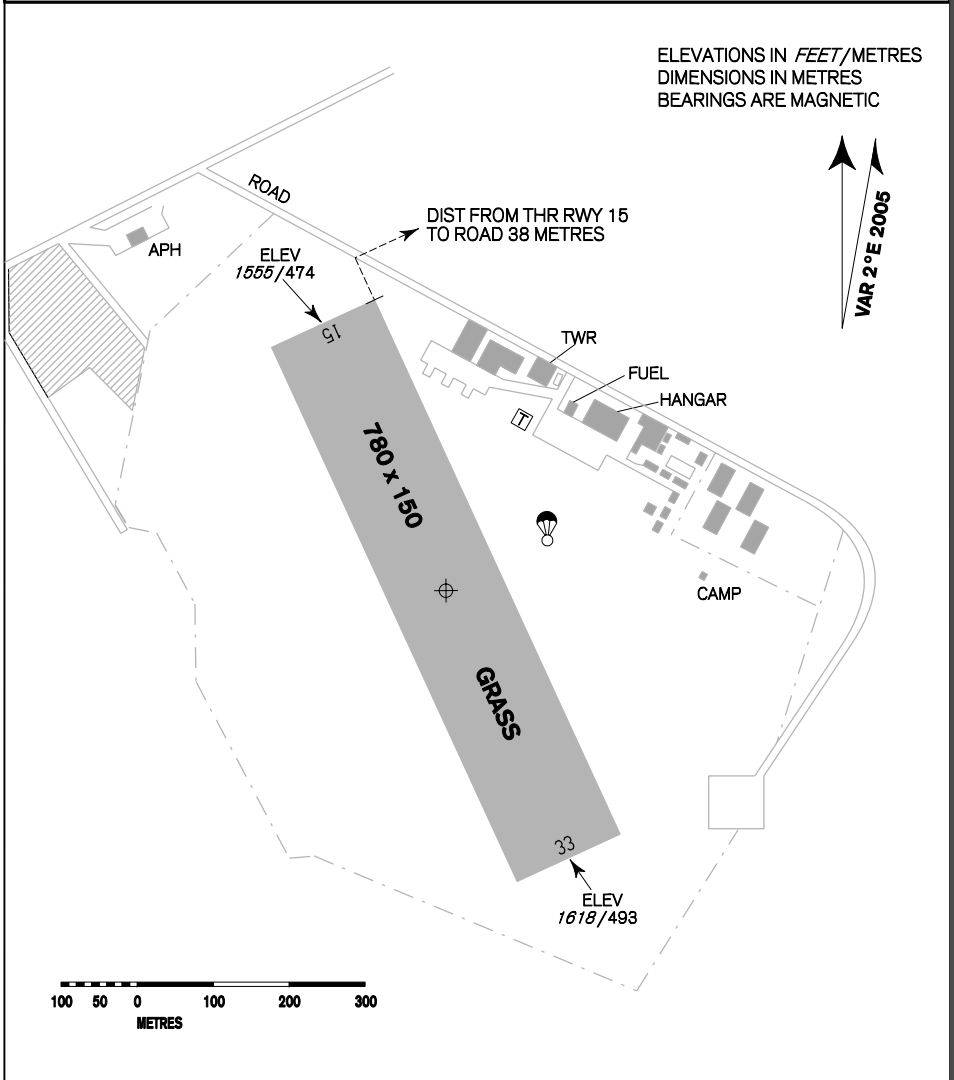 ELEVATIONS IN FEET/METRES
DIMENSIONS IN METRES
BEARINGS ARE MAGNETIC
VAR 2°E 2005
ROAD
DIST FROM THR RWY 15
TO ROAD 38 METRES
APH
ELEV
1555/474
15
TWR
FUEL
HANGAR
T
780 x 150
CAMP
GRASS
33
ELEV
1618/493
100 50 0 100 200 300
METRES